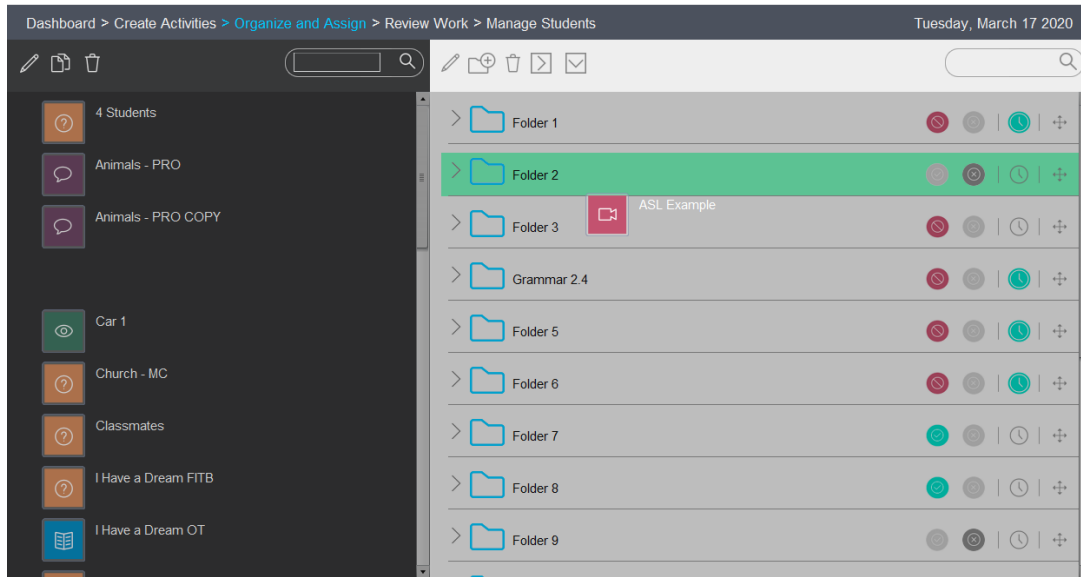 Dashboard > Create Activities > Organize and Assign > Review Work > Manage Students
Tuesday, March 17 2020
4 Students
Animals - PRO
Animals - PRO COPY
Car 1
Church - MC
Classmates
I Have a Dream FITB
I Have a Dream OT
Folder 1
Folder 2
ASL Example
Folder 3
Grammar 2.4
Folder 5
Folder 6
Folder 7
Folder 8
Folder 9